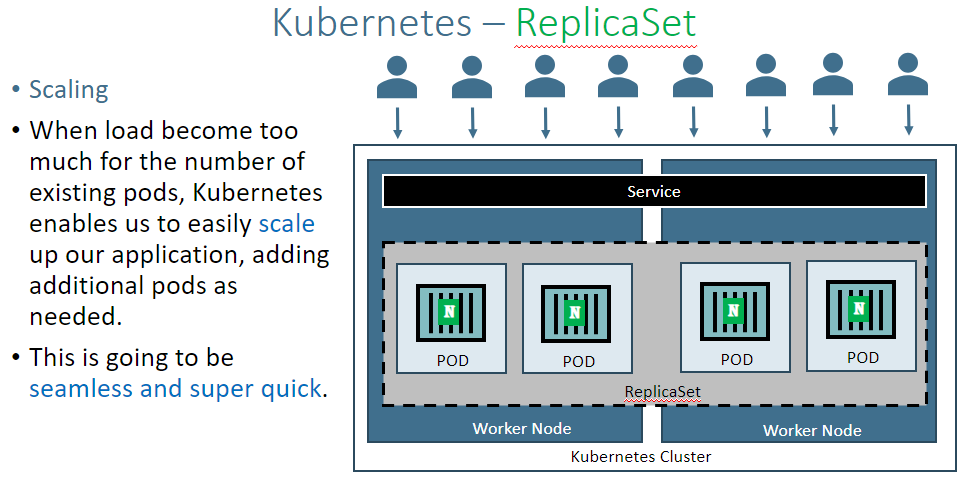 Kubernetes – ReplicaSet
• Scaling
• When load become too
much for the number of
existing pods, Kubernetes
enables us to easily scale
up our application, adding
additional pods as
needed.
• This is going to be
seamless and super quick.
Service
N
N
N
N
POD
POD
POD
POD
ReplicaSet
Worker Node
Worker Node
Kubernetes Cluster